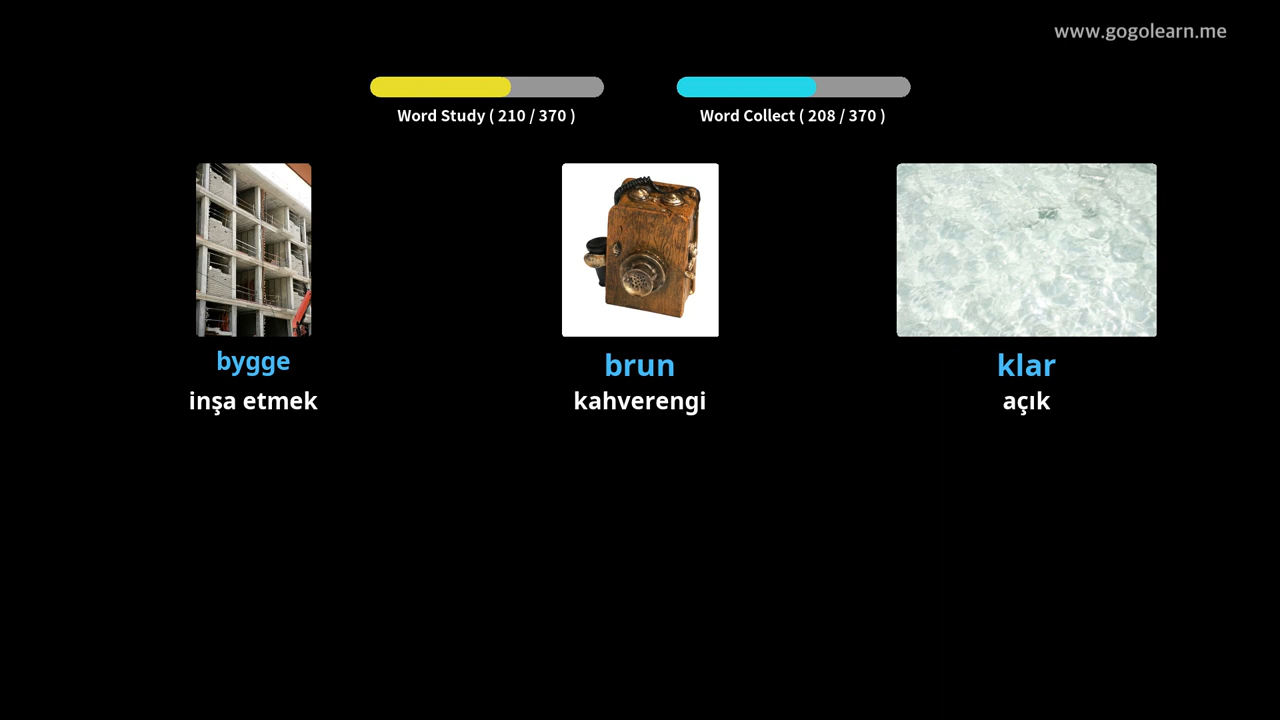 www.gogolearn.me
Word Study ( 210 / 370 )
Word Collect ( 208 / 370 )
bygge
inşa etmek
brun
kahverengi
klar
açık